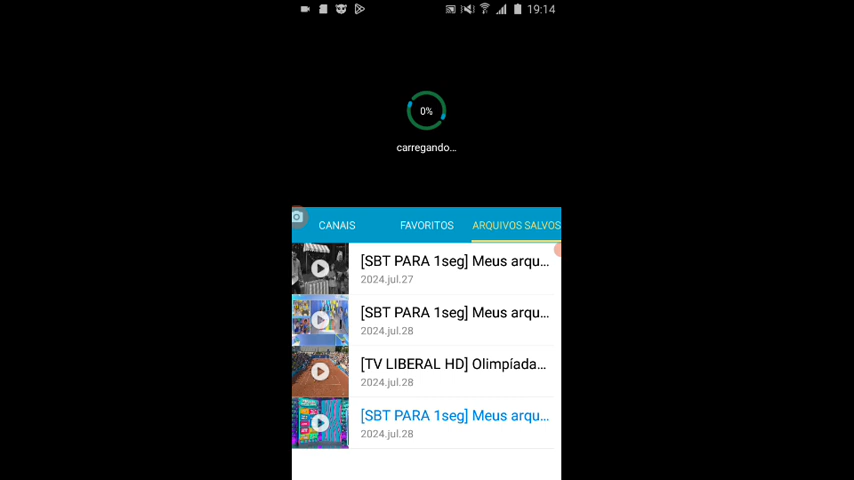 19:14
0%
carregando...
CANAIS
FAVORITOS
ARQUIVOS SALVOS
[SBT PARA 1seg] Meus arqu...
2024.jul.27
[SBT PARA 1seg] Meus arqu...
2024.jul.28
[TV LIBERAL HD] Olimpíada...
2024.jul.28
[SBT PARA 1seg] Meus arqu...
2024.jul.28